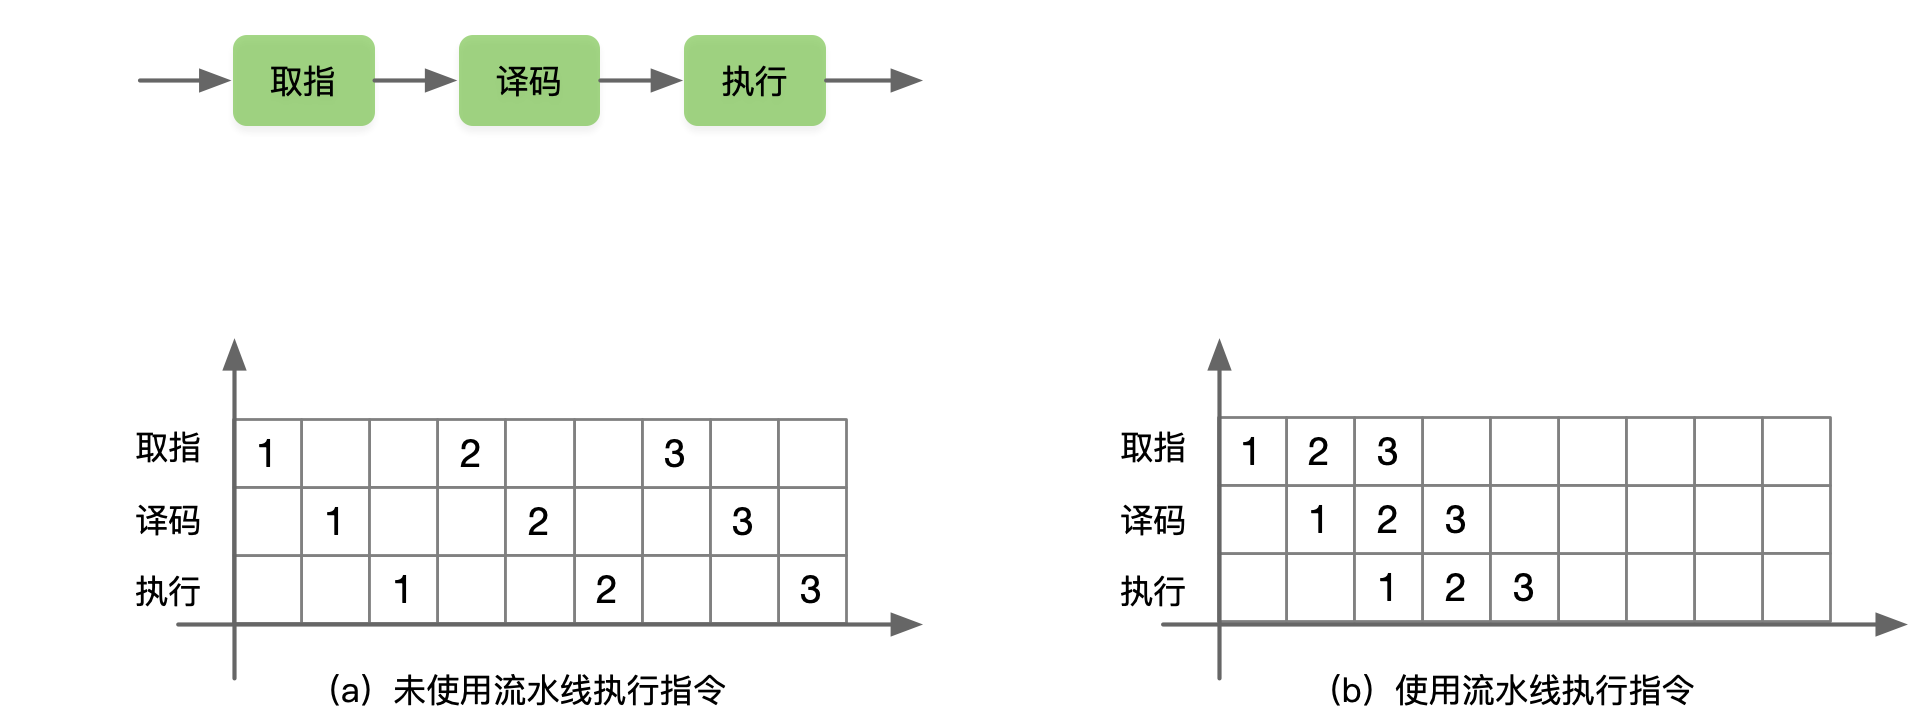 取指 译码 执行
取指 1 2 3
译码 1 2 3
执行 1 2 3
(a) 未使用流水线执行指令
取指 1 2 3
译码 1 2 3
执行 1 2 3
(b) 使用流水线执行指令